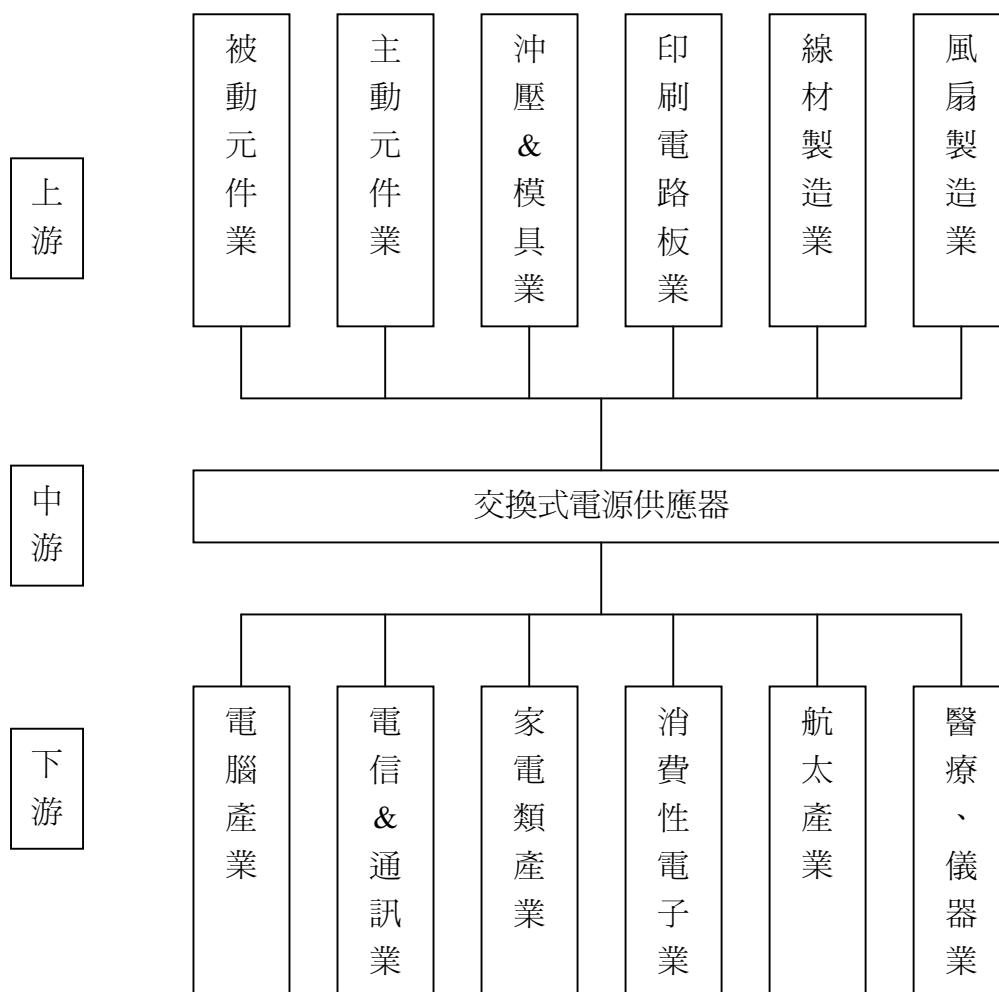 上游
被動元件業
主動元件業
沖壓&模具業
印刷電路板業
線材製造業
風扇製造業
中游
交換式電源供應器
下游
電腦產業
電信&通訊業
家電類產業
消費性電子業
航太產業
醫療、儀器業